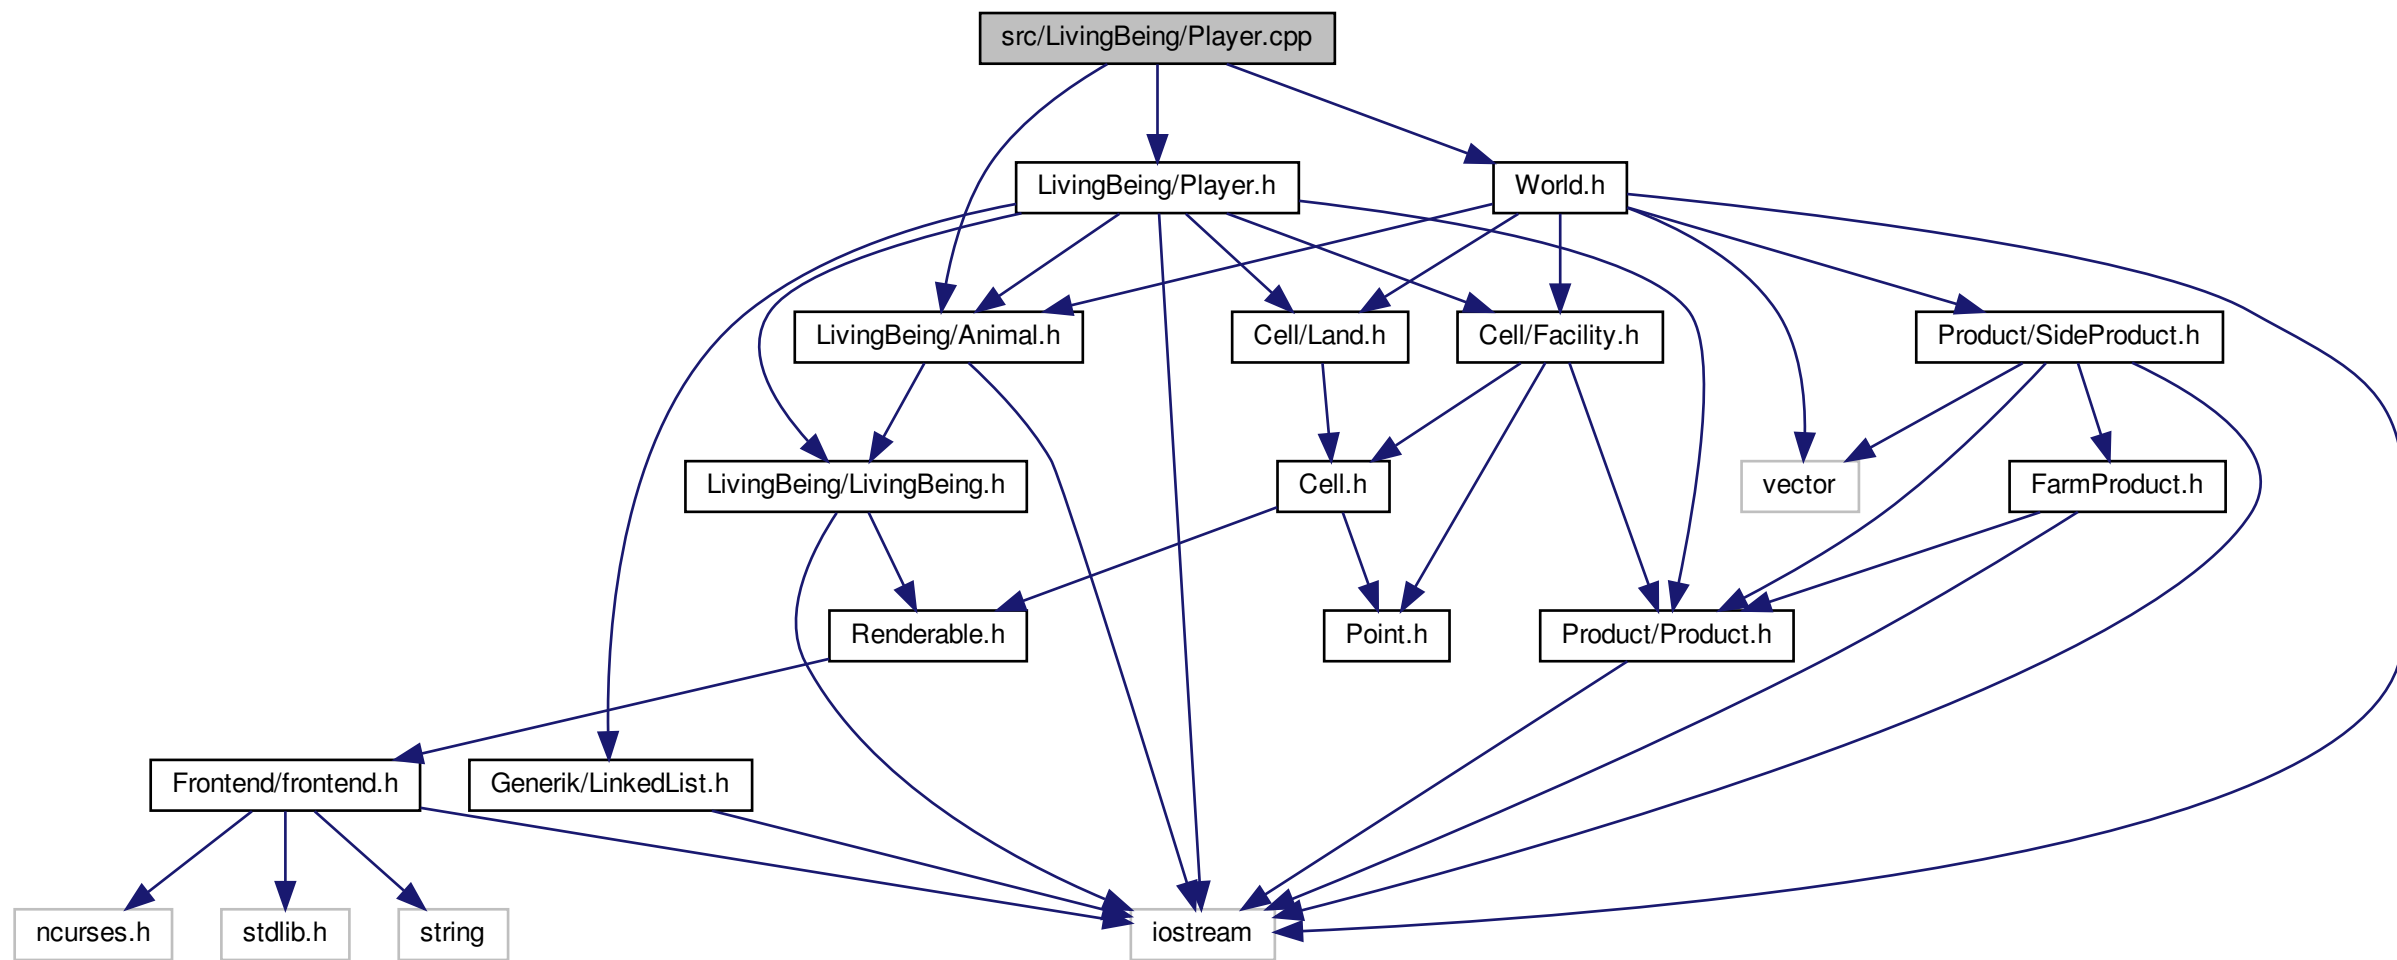 src/LivingBeing/Player.cpp
LivingBeing/Player.h
World.h
LivingBeing/Animal.h
Cell/Land.h
Cell/Facility.h
Product/SideProduct.h
LivingBeing/LivingBeing.h
Cell.h
vector
FarmProduct.h
Renderable.h
Point.h
Product/Product.h
Frontend/frontend.h
Generik/LinkedList.h
ncurses.h
stdlib.h
string
iostream